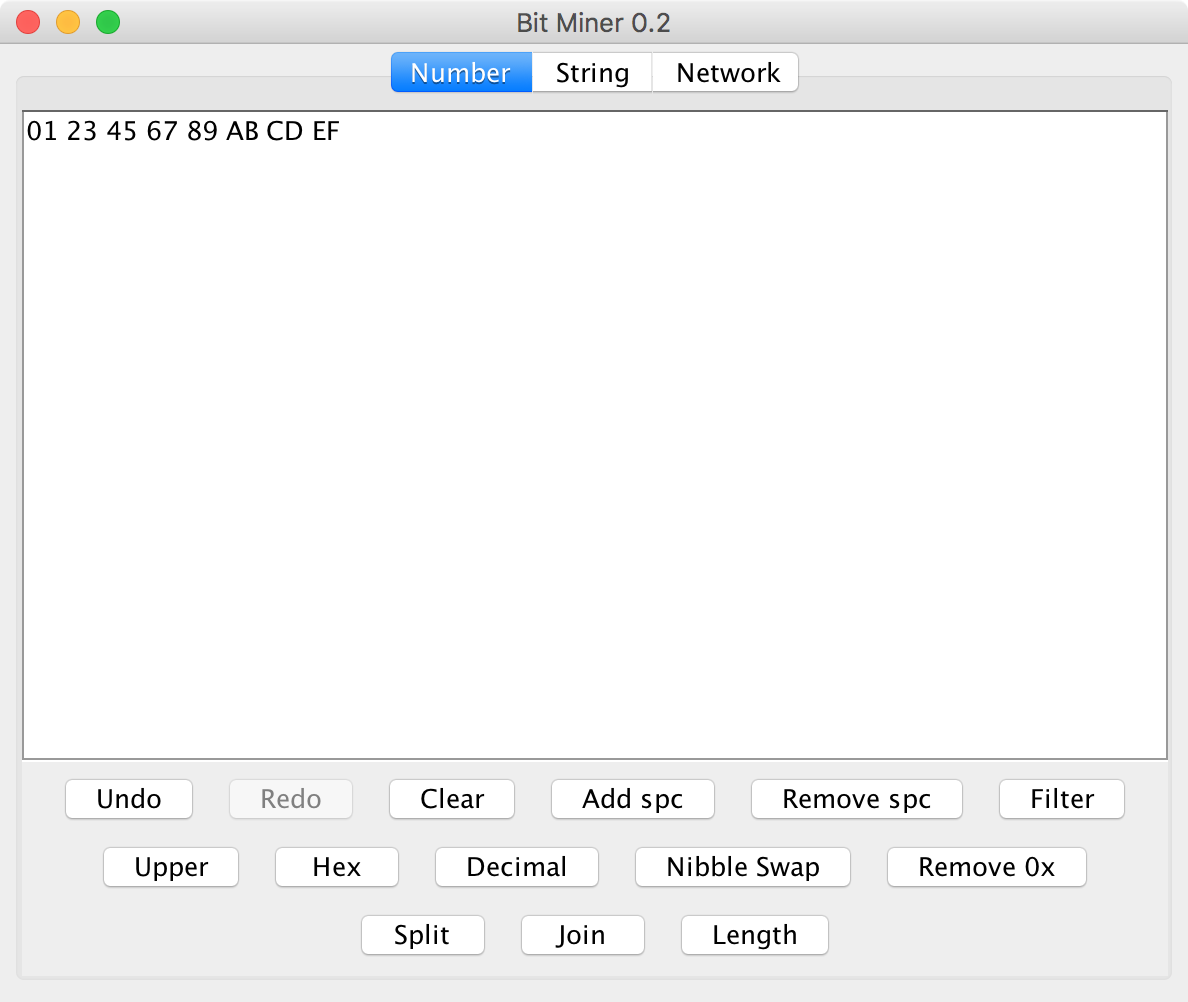 Bit Miner 0.2
Number String Network
01 23 45 67 89 AB CD EF
Undo Redo Clear Add spc Remove spc Filter
Upper Hex Decimal Nibble Swap Remove 0x
Split Join Length